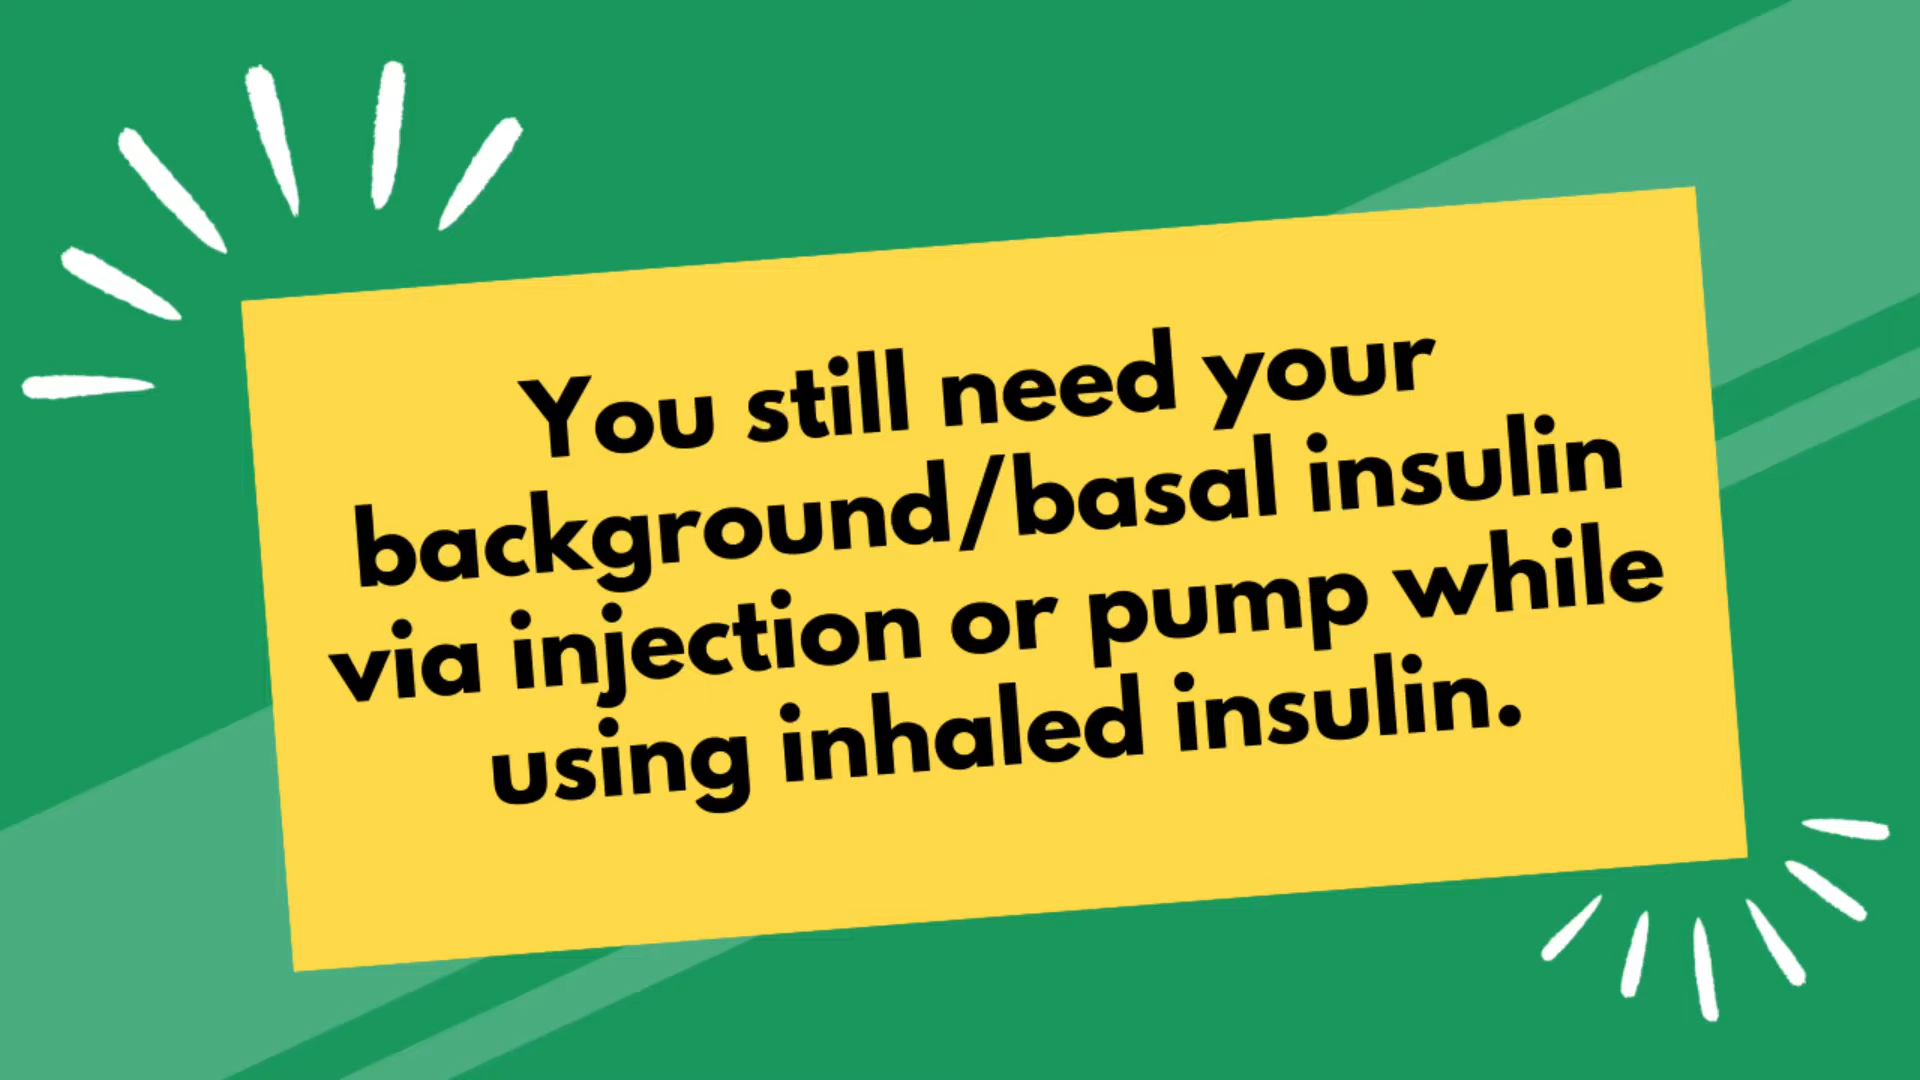 You still need your
background/basal insulin
via injection or pump while
using inhaled insulin.